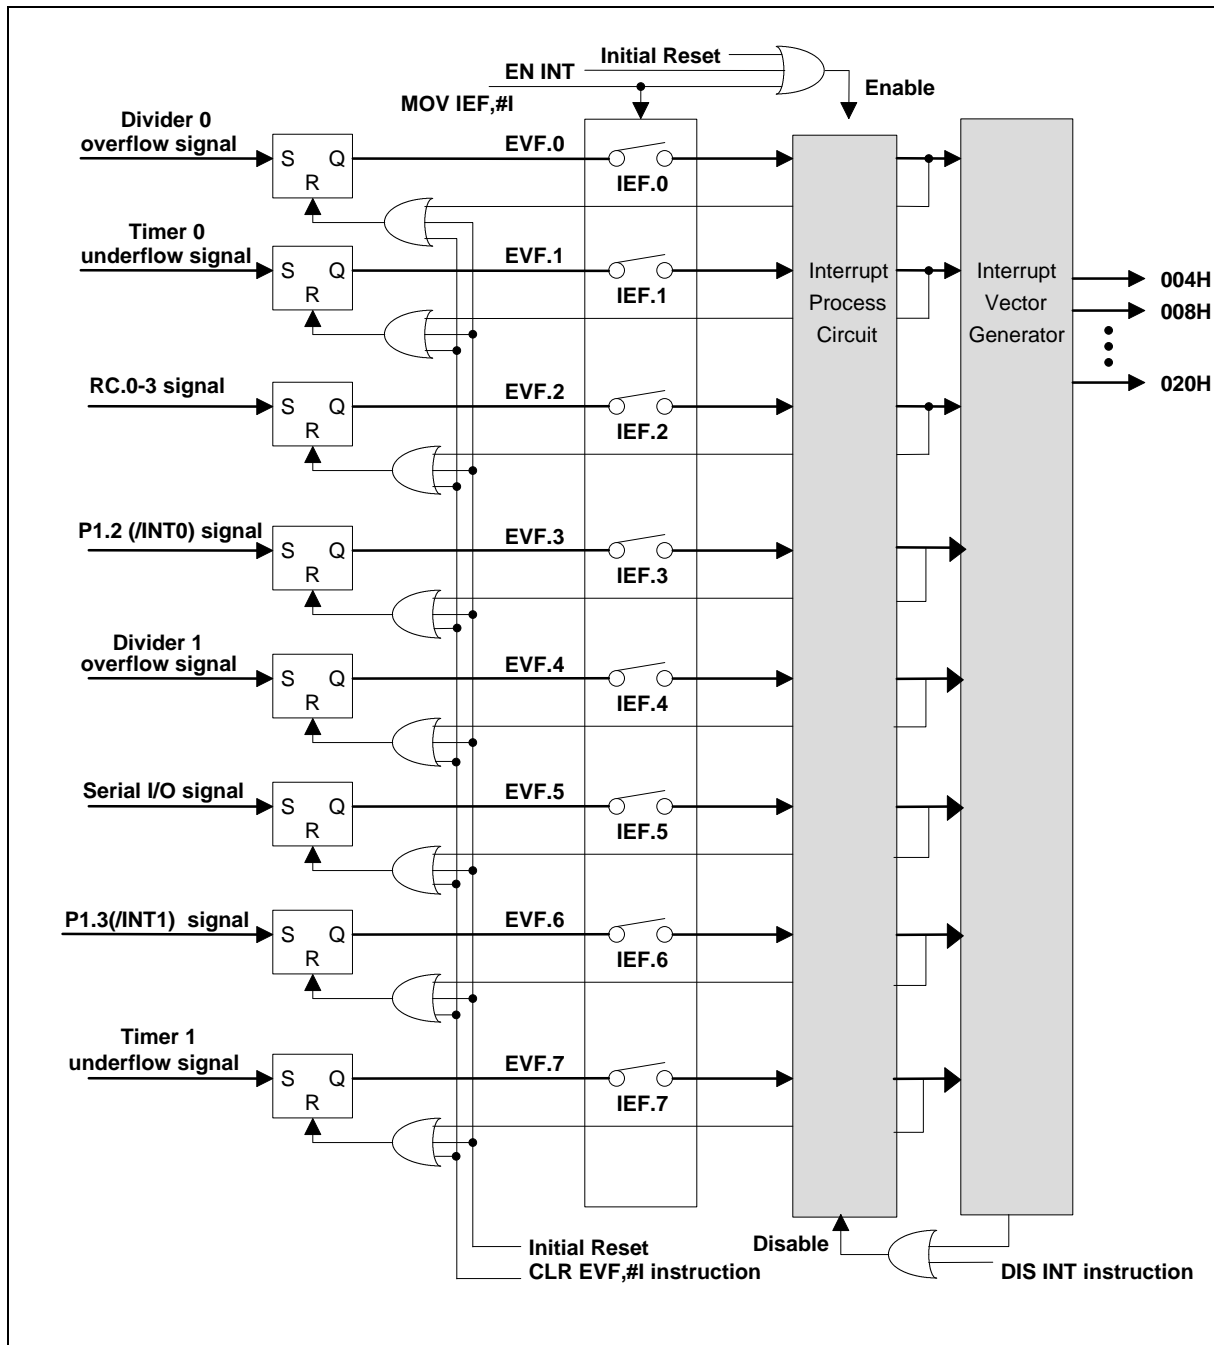 Initial Reset
EN INT
Enable
MOV IEF,#I
Divider 0
overflow signal
S Q
R
EVF.0
IEF.0
Timer 0
underflow signal
S Q
R
EVF.1
IEF.1
Interrupt
Process
Circuit
Interrupt
Vector
Generator
004H
008H
020H
RC.0-3 signal
S Q
R
EVF.2
IEF.2
P1.2 (/INT0) signal
S Q
R
EVF.3
IEF.3
Divider 1
overflow signal
S Q
R
EVF.4
IEF.4
Serial I/O signal
S Q
R
EVF.5
IEF.5
P1.3(/INT1) signal
S Q
R
EVF.6
IEF.6
Timer 1
underflow signal
S Q
R
EVF.7
IEF.7
Initial Reset
CLR EVF,#I instruction
Disable
DIS INT instruction